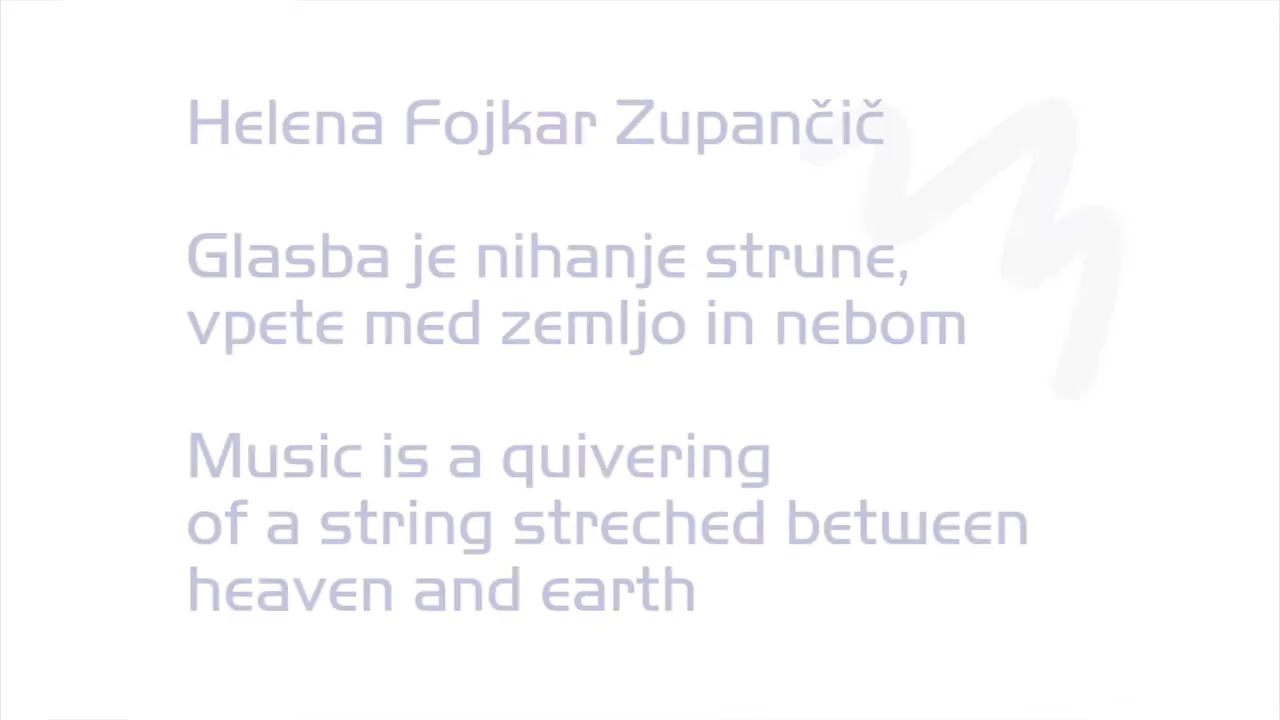 Helena Fojkar Zupančič
Glasba je nihanje strune,
vpete med zemljo in nebom
Music is a quivering
of a string streched between
heaven and earth